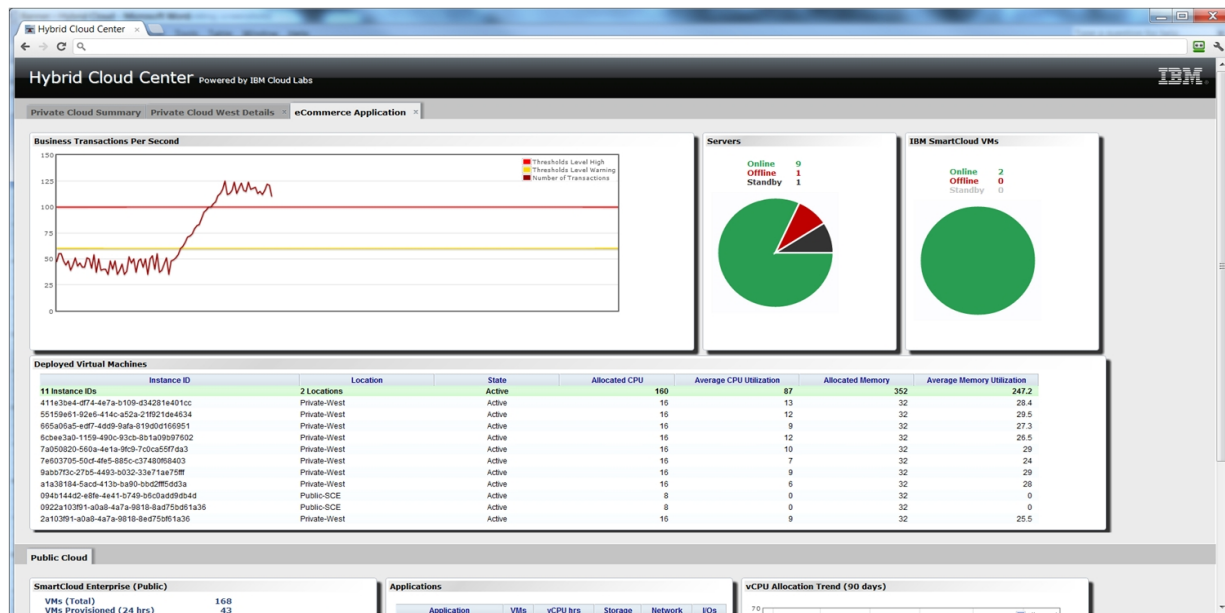 Hybrid Cloud Center
Hybrid Cloud Center Powered by IBM Cloud Labs
IBM
Private Cloud Summary Private Cloud West Details eCommerce Application
Business Transactions Per Second
150
125
100
75
50
25
0
Thresholds Level High
Thresholds Level Warning
Number of Transactions
Servers
Online 9
Offline 1
Standby 1
IBM SmartCloud VMs
Online 2
Offline 0
Standby 0
Deployed Virtual Machines
Instance ID Location State Allocated CPU Average CPU Utilization Allocated Memory Average Memory Utilization
11 Instance IDs 2 Locations Active 160 87 352 247.2
411e3be4-df74-4e7a-b109-d34281e401cc Private-West Active 16 13 32 28.4
55159e61-92e6-414c-a52a-21f921de4634 Private-West Active 16 12 32 29.5
665a06a5-edf7-4dd9-9afa-819d0d166951 Private-West Active 16 9 32 27.3
6cbee3a0-1159-490c-93cb-8b1a09b97602 Private-West Active 16 12 32 26.5
7a050820-560a-4e1a-9fc9-7c0ca55f7da3 Private-West Active 16 10 32 29
7e603705-50cf-4fe5-885c-c37480f68403 Private-West Active 16 7 32 24
9abb7f3c-27b5-4493-b032-33e71ae75fff Private-West Active 16 9 32 29
a1a38184-5acd-413b-ba90-bbd2fff5dd3a Private-West Active 16 6 32 28
094b144d2-e8fe-4e41-b749-b6c0add9db4d Public-SCE Active 8 0 32 0
0922a103f91-a0a8-4a7a-9818-8ad75bd61a36 Public-SCE Active 8 0 32 0
2a103f91-a0a8-4a7a-9818-8ed75bf61a36 Private-West Active 16 9 32 25.5
Public Cloud
SmartCloud Enterprise (Public)
VMs (Total) 168
VMs Provisioned (24 hrs) 43
Applications
Application VMs vCPU hrs Storage Network I/Os
vCPU Allocation Trend (90 days)
70